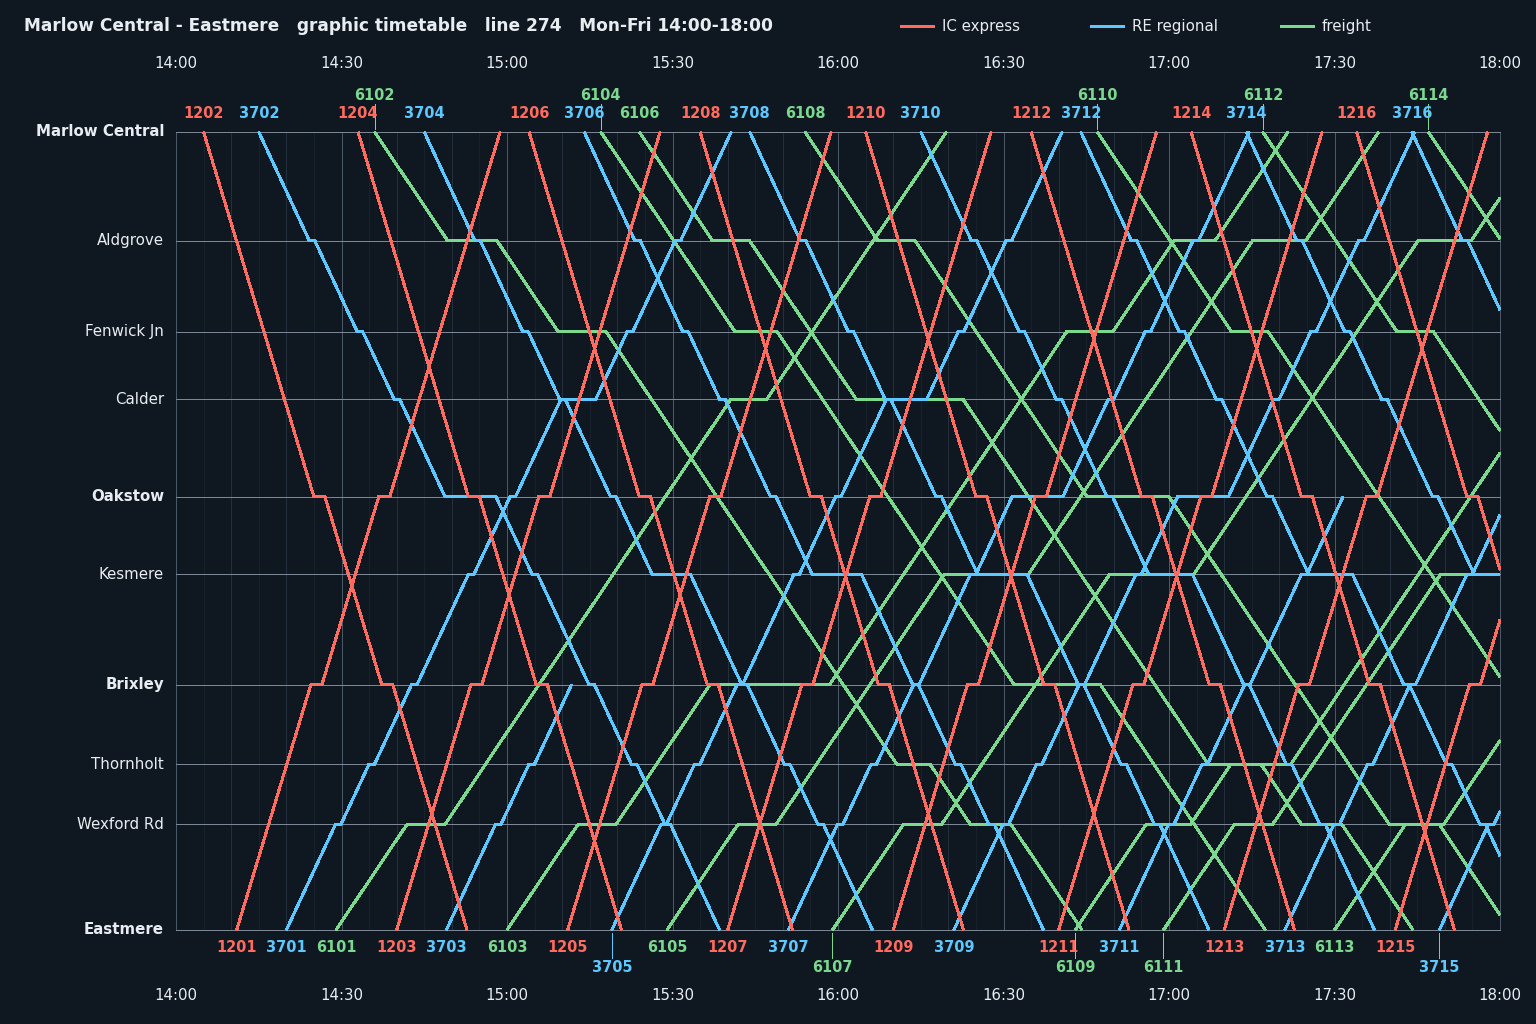 Marlow Central - Eastmere   graphic timetable   line 274   Mon-Fri 14:00-18:00
IC express   RE regional   freight
14:00 14:30 15:00 15:30 16:00 16:30 17:00 17:30 18:00
6102 6104 6110 6112 6114
1202 3702 1204 3704 1206 3706 6106 1208 3708 6108 1210 3710 1212 3712 1214 3714 1216 3716
Marlow Central
Aldgrove
Fenwick Jn
Calder
Oakstow
Kesmere
Brixley
Thornholt
Wexford Rd
Eastmere
1201 3701 6101 1203 3703 6103 1205 6105 1207 3707 1209 3709 1211 3711 1213 3713 6113 1215
3705 6107 6109 6111 3715
14:00 14:30 15:00 15:30 16:00 16:30 17:00 17:30 18:00